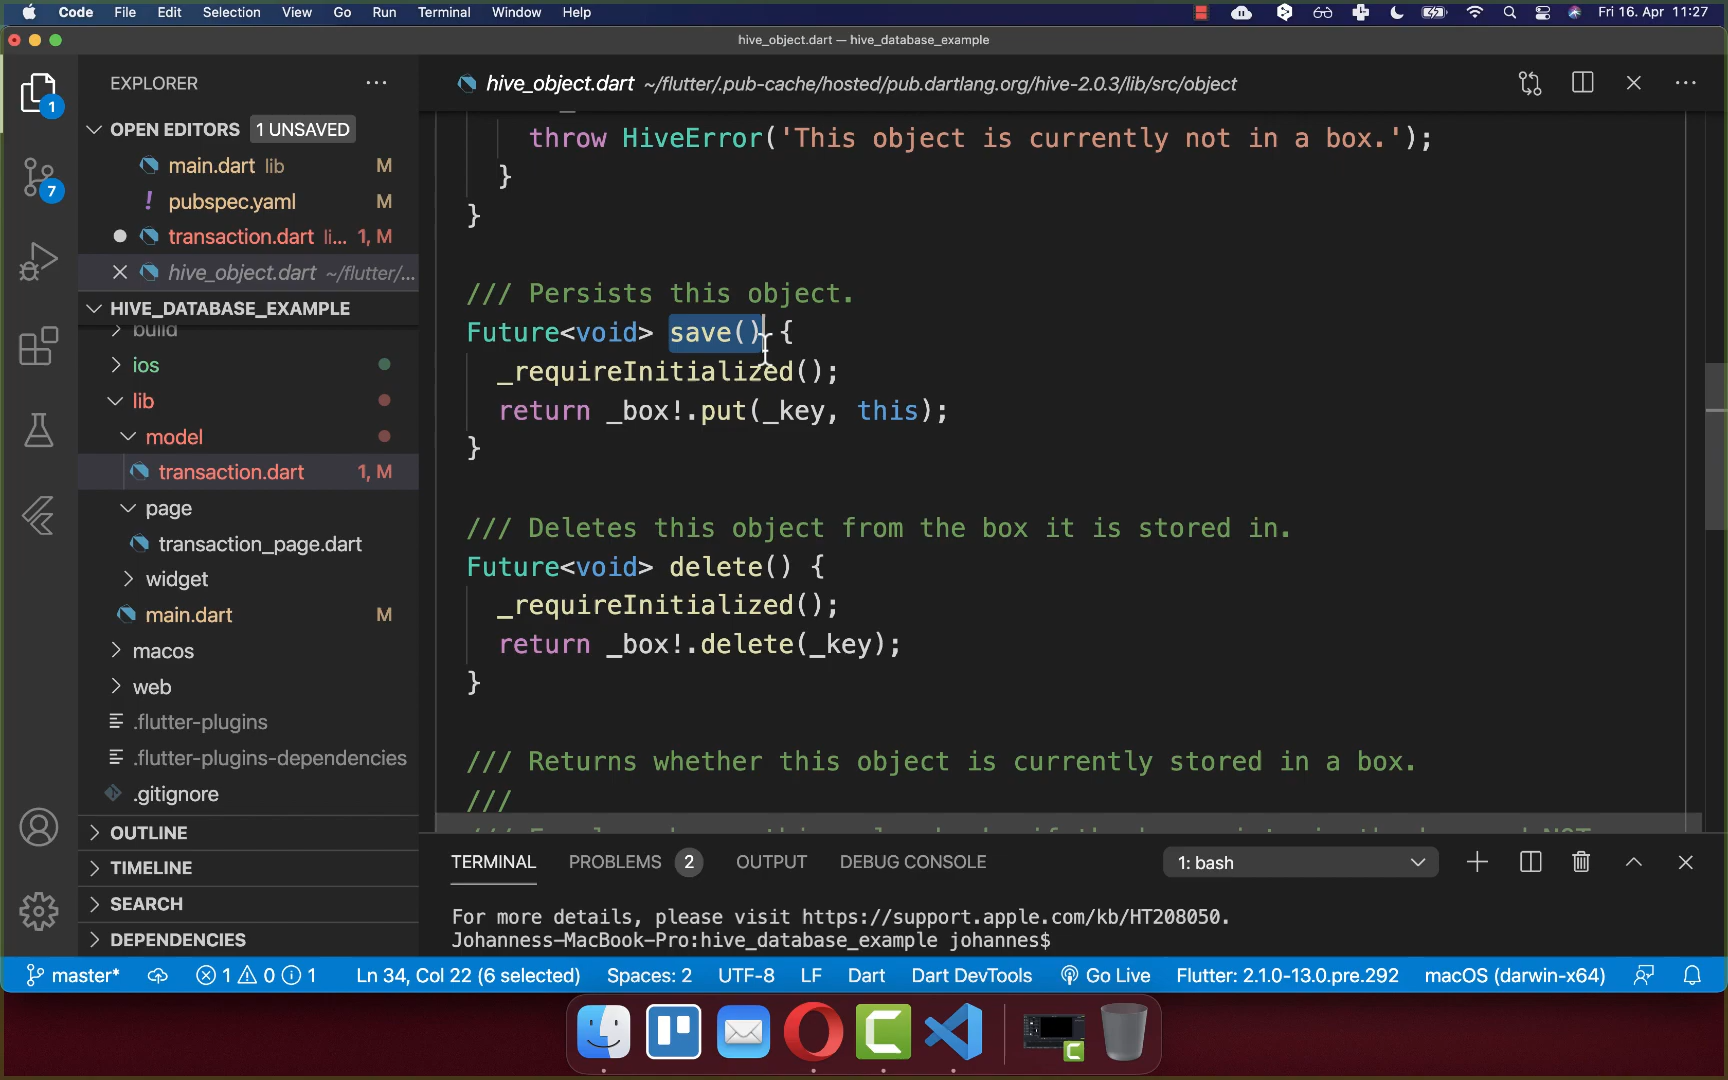 Code File Edit Selection View Go Run Terminal Window Help Fri 16. Apr 11:27
hive_object.dart — hive_database_example
1
7
EXPLORER
OPEN EDITORS 1 UNSAVED
main.dart lib M
! pubspec.yaml M
transaction.dart li... 1, M
hive_object.dart ~/flutter/...
HIVE_DATABASE_EXAMPLE
build
ios
lib
model
transaction.dart 1, M
page
transaction_page.dart
widget
main.dart M
macos
web
.flutter-plugins
.flutter-plugins-dependencies
.gitignore
OUTLINE
TIMELINE
SEARCH
DEPENDENCIES
hive_object.dart ~/flutter/.pub-cache/hosted/pub.dartlang.org/hive-2.0.3/lib/src/object
throw HiveError('This object is currently not in a box.');
}
}
/// Persists this object.
Future<void> save() {
_requireInitialized();
return _box!.put(_key, this);
}
/// Deletes this object from the box it is stored in.
Future<void> delete() {
_requireInitialized();
return _box!.delete(_key);
}
/// Returns whether this object is currently stored in a box.
///
TERMINAL PROBLEMS 2 OUTPUT DEBUG CONSOLE 1: bash
For more details, please visit https://support.apple.com/kb/HT208050.
Johanness-MacBook-Pro:hive_database_example johannes$
master* 1 0 1 Ln 34, Col 22 (6 selected) Spaces: 2 UTF-8 LF Dart Dart DevTools Go Live Flutter: 2.1.0-13.0.pre.292 macOS (darwin-x64)